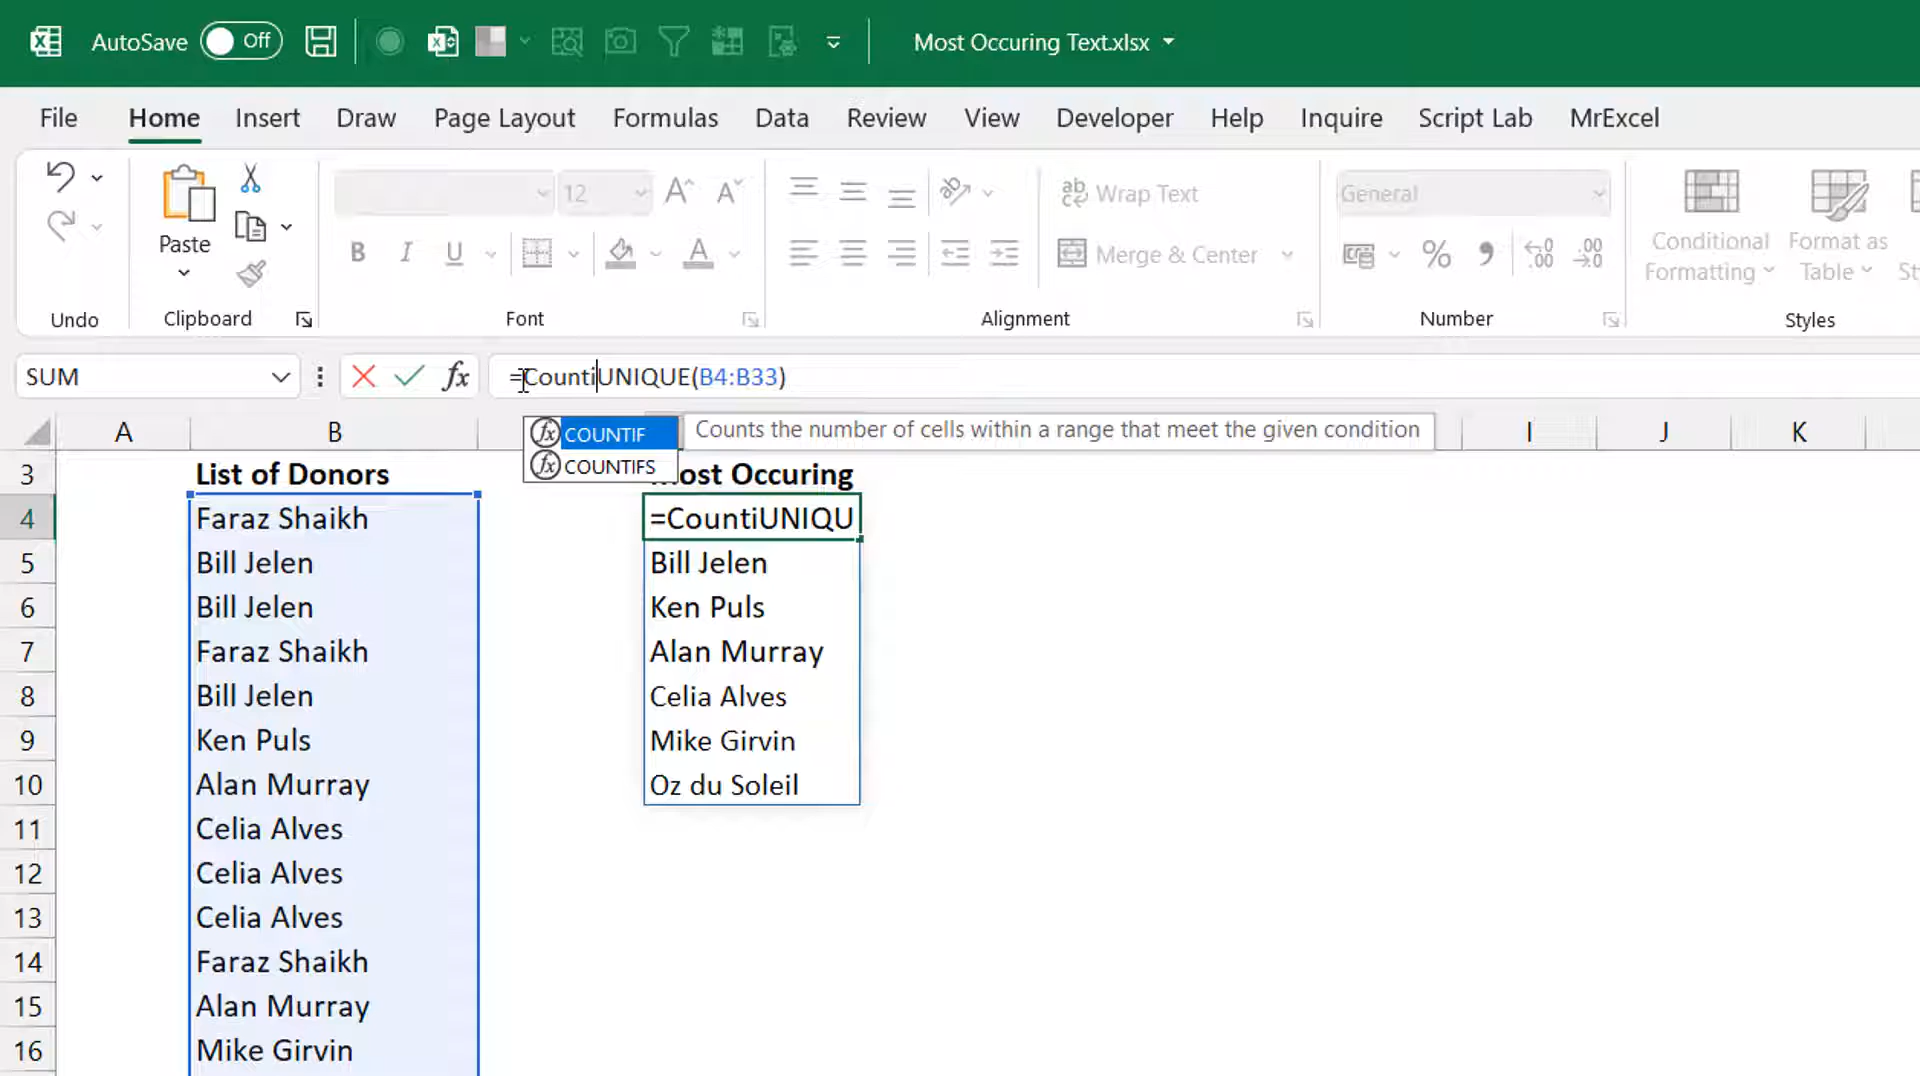 AutoSave Off Most Occuring Text.xlsx
File Home Insert Draw Page Layout Formulas Data Review View Developer Help Inquire Script Lab MrExcel
Paste
12
B I U
ab Wrap Text
Merge & Center
General
% 
Conditional Formatting
Format as Table
Undo Clipboard Font Alignment Number Styles
SUM fx =CountiUNIQUE(B4:B33)
A B I J K
COUNTIF Counts the number of cells within a range that meet the given condition
COUNTIFS
3 List of Donors Most Occuring
4 Faraz Shaikh =CountiUNIQU
5 Bill Jelen Bill Jelen
6 Bill Jelen Ken Puls
7 Faraz Shaikh Alan Murray
8 Bill Jelen Celia Alves
9 Ken Puls Mike Girvin
10 Alan Murray Oz du Soleil
11 Celia Alves
12 Celia Alves
13 Celia Alves
14 Faraz Shaikh
15 Alan Murray
16 Mike Girvin